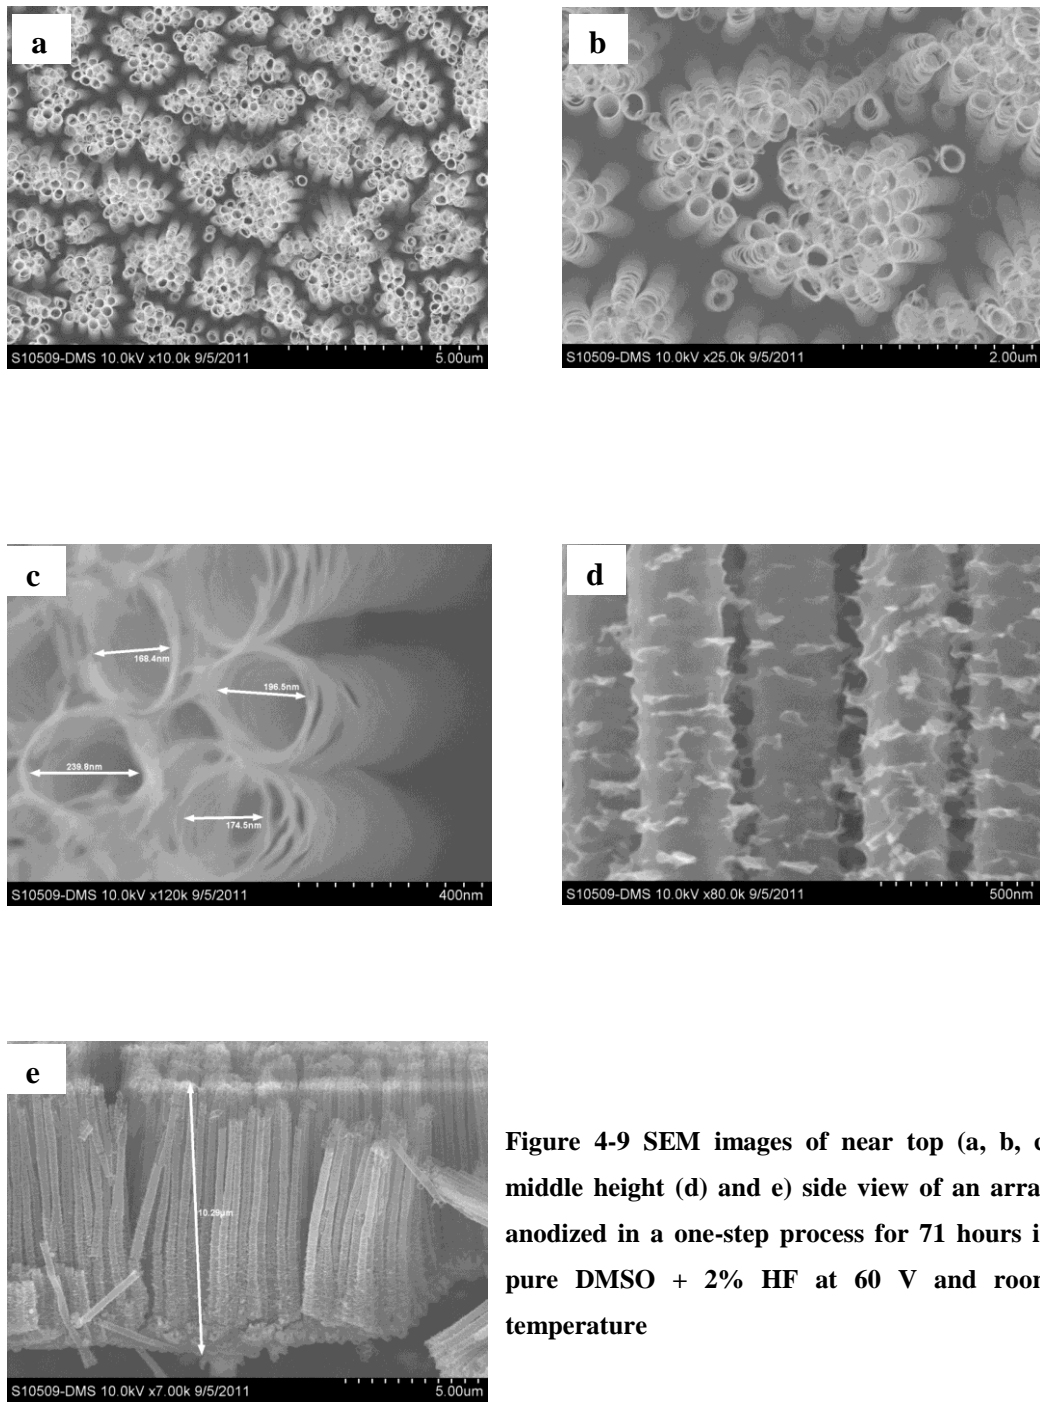 a
S10509-DMS 10.0kV x10.0k 9/5/2011 5.00um
b
S10509-DMS 10.0kV x25.0k 9/5/2011 2.00um
c
168.4nm
196.5nm
239.8nm
174.5nm
S10509-DMS 10.0kV x120k 9/5/2011 400nm
d
S10509-DMS 10.0kV x80.0k 9/5/2011 500nm
e
10.29µm
S10509-DMS 10.0kV x7.00k 9/5/2011 5.00um
Figure 4-9 SEM images of near top (a, b, c
middle height (d) and e) side view of an arra
anodized in a one-step process for 71 hours i
pure DMSO + 2% HF at 60 V and roon
temperature